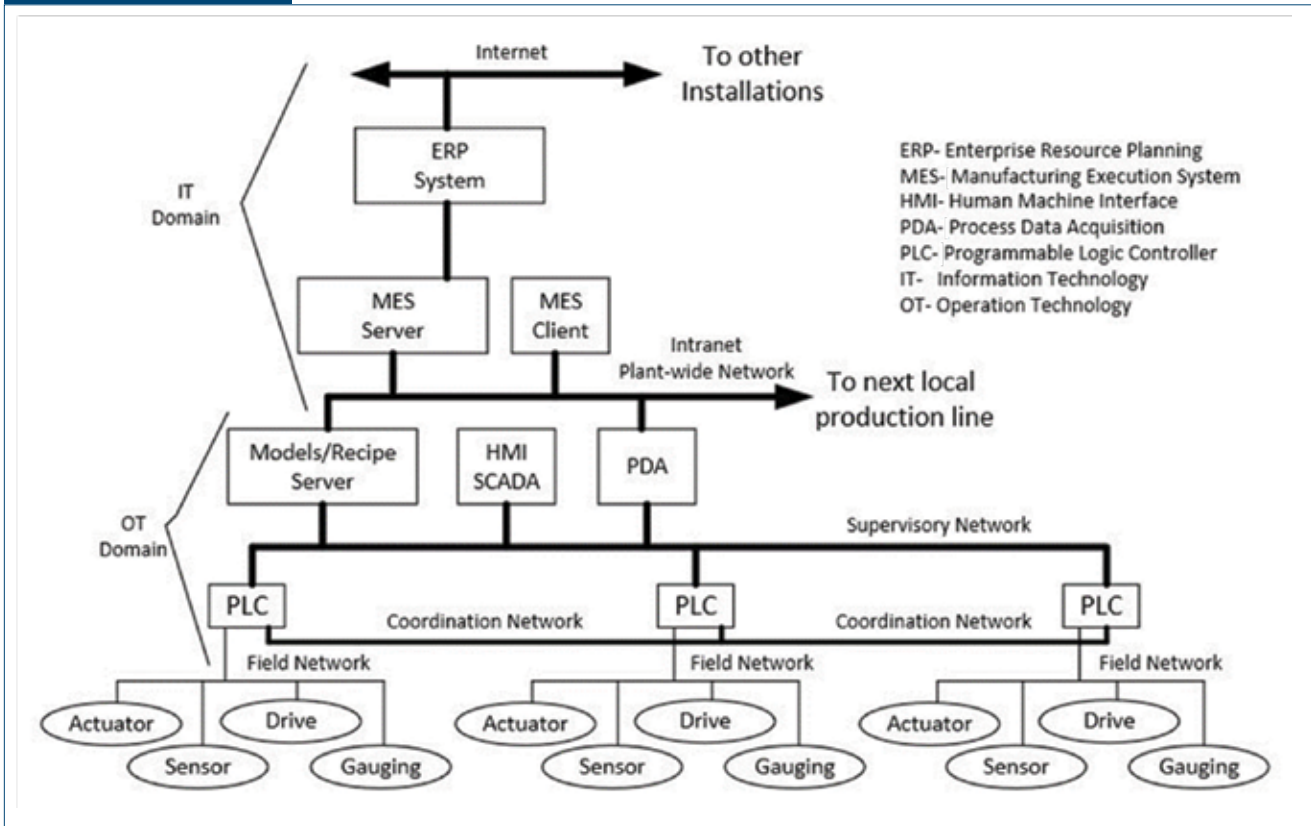 Internet
To other
Installations
ERP
System
ERP- Enterprise Resource Planning
MES- Manufacturing Execution System
HMI- Human Machine Interface
PDA- Process Data Acquisition
PLC- Programmable Logic Controller
IT- Information Technology
OT- Operation Technology
IT
Domain
MES
Server
MES
Client
Intranet
Plant-wide Network
To next local
production line
Models/Recipe
Server
HMI
SCADA
PDA
OT
Domain
Supervisory Network
PLC
PLC
PLC
Coordination Network
Coordination Network
Field Network
Field Network
Field Network
Actuator
Drive
Actuator
Drive
Actuator
Drive
Sensor
Gauging
Sensor
Gauging
Sensor
Gauging